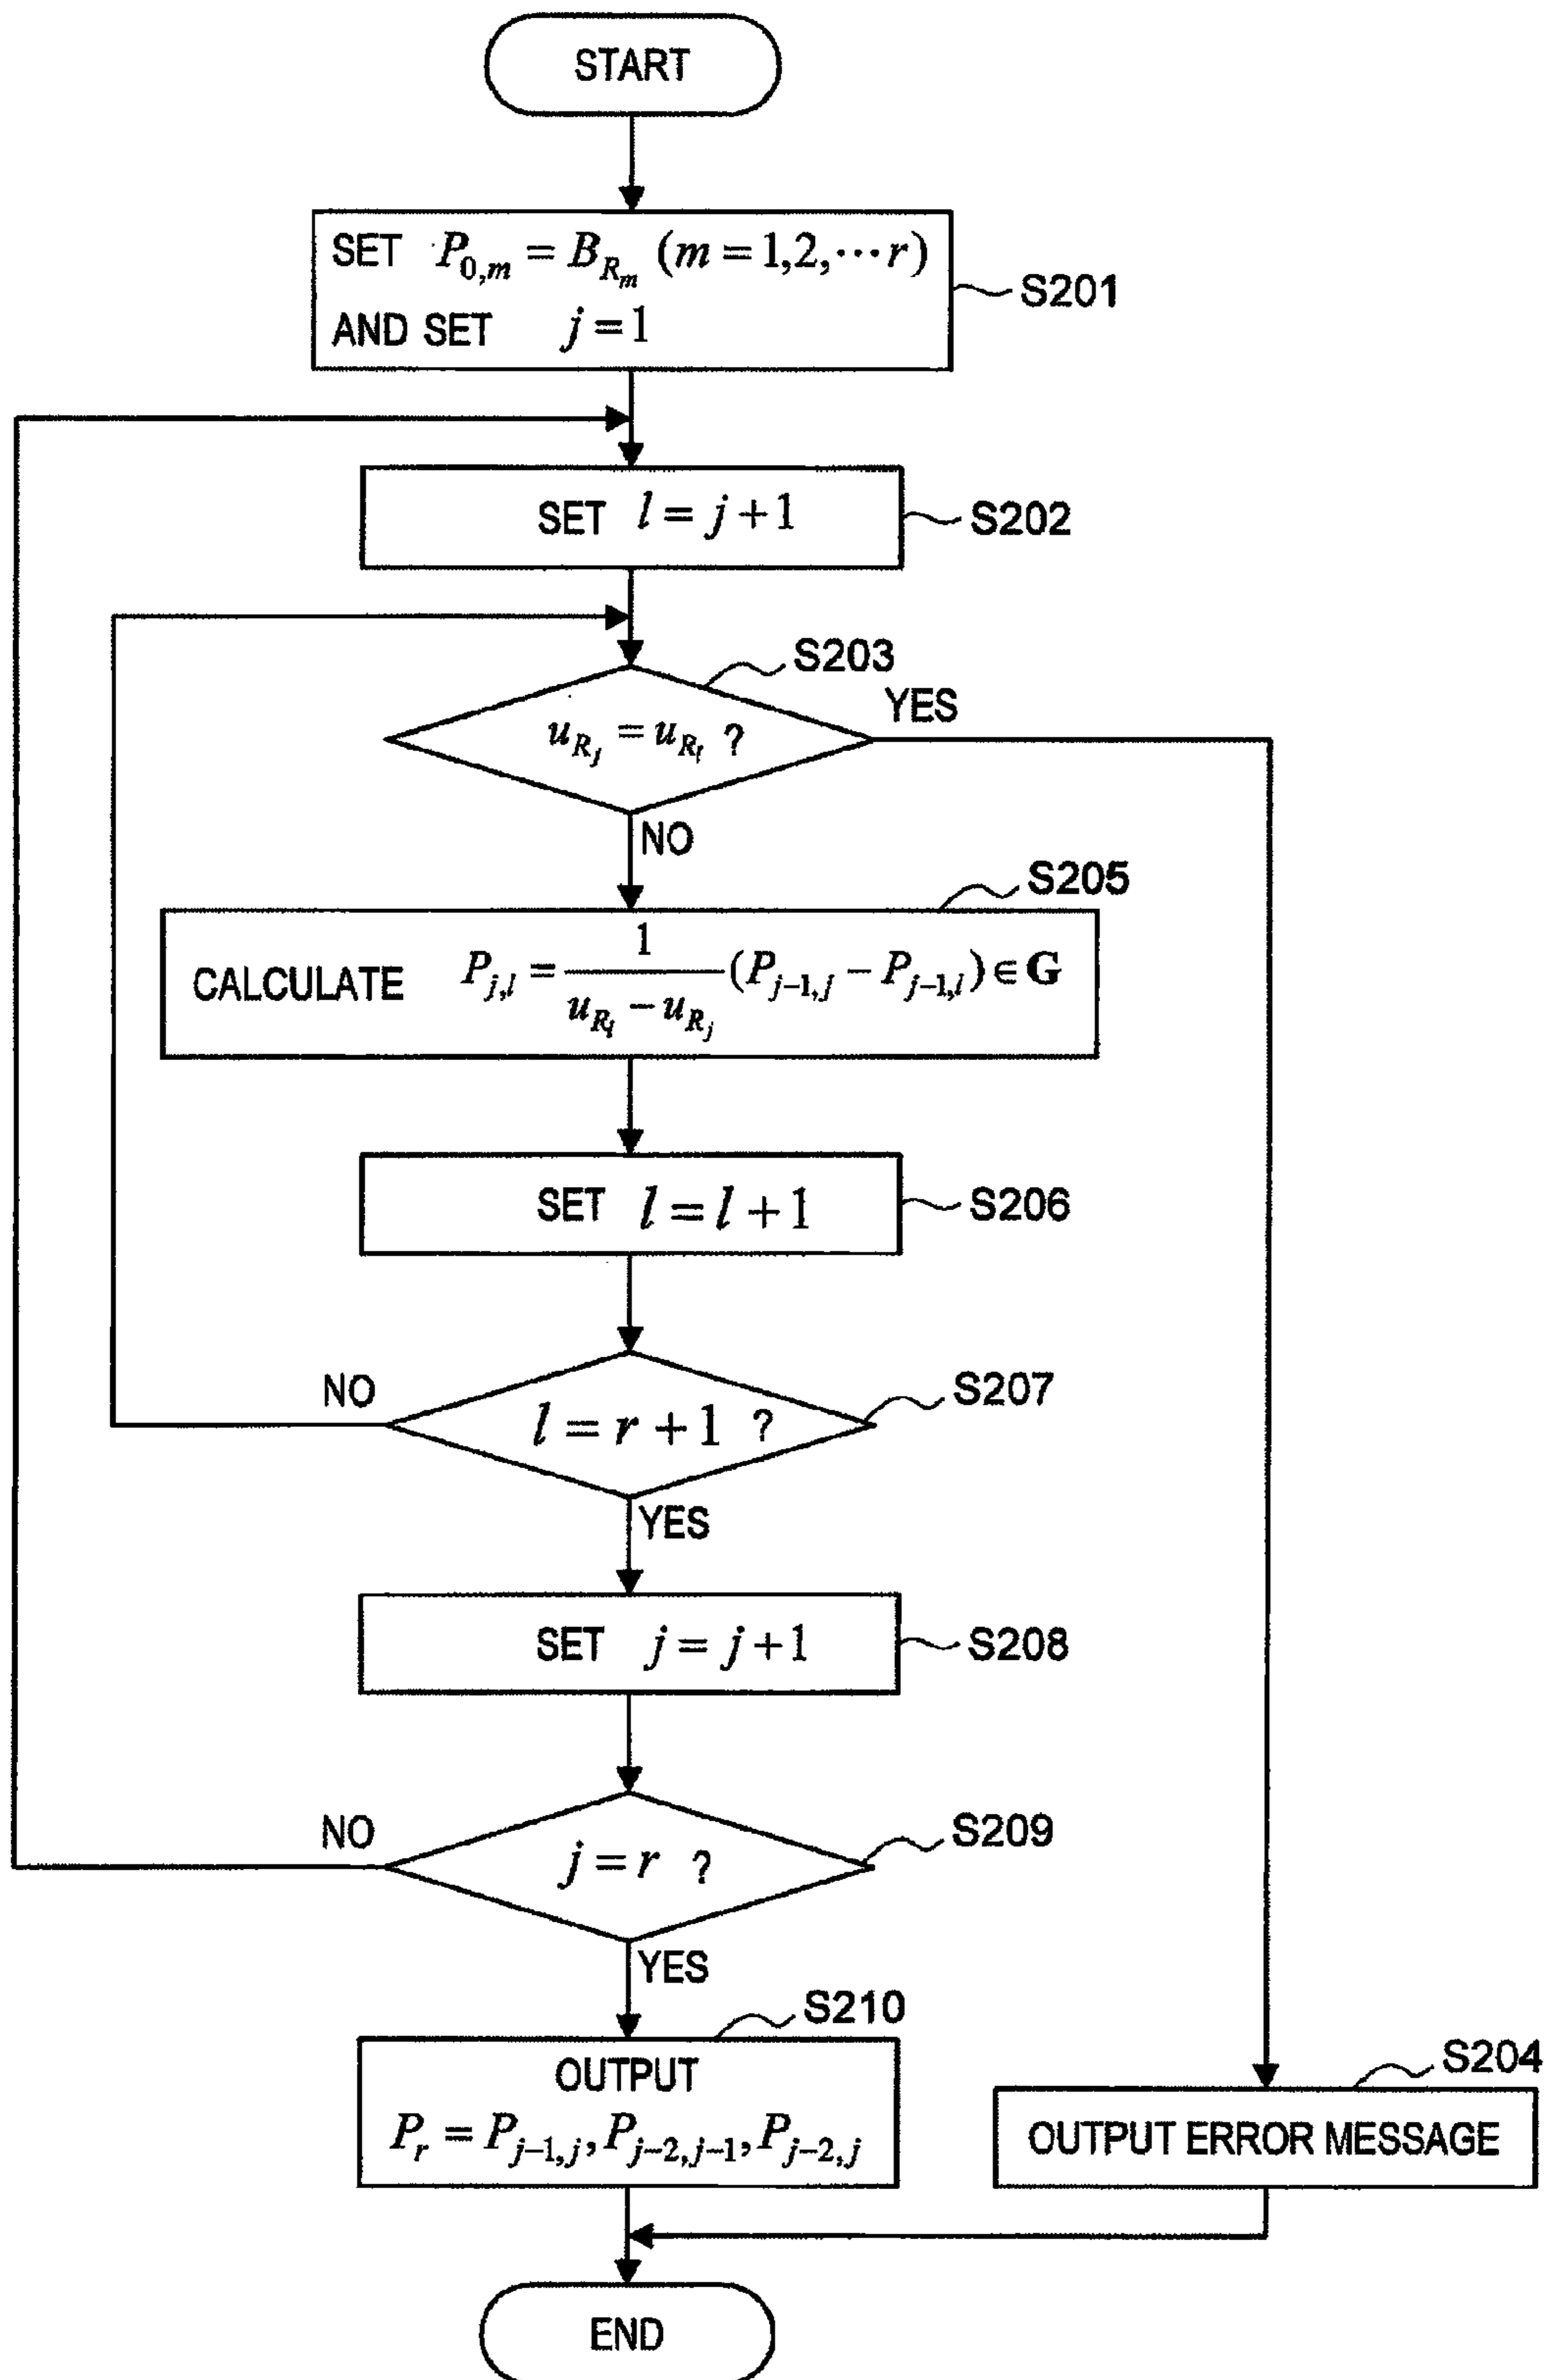 START
SET P_{0,m} = B_{R_m} (m = 1,2,⋯r)
AND SET j = 1
S201
SET l = j + 1
S202
S203
YES
u_{R_j} = u_{R_l} ?
NO
S205
CALCULATE P_{j,l} = \frac{1}{u_{R_l} - u_{R_j}} (P_{j-1,j} - P_{j-1,l}) ∈ G
SET l = l + 1
S206
NO
S207
l = r + 1 ?
YES
SET j = j + 1
S208
NO
S209
j = r ?
YES
S210
OUTPUT
P_r = P_{j-1,j}, P_{j-2,j-1}, P_{j-2,j}
S204
OUTPUT ERROR MESSAGE
END